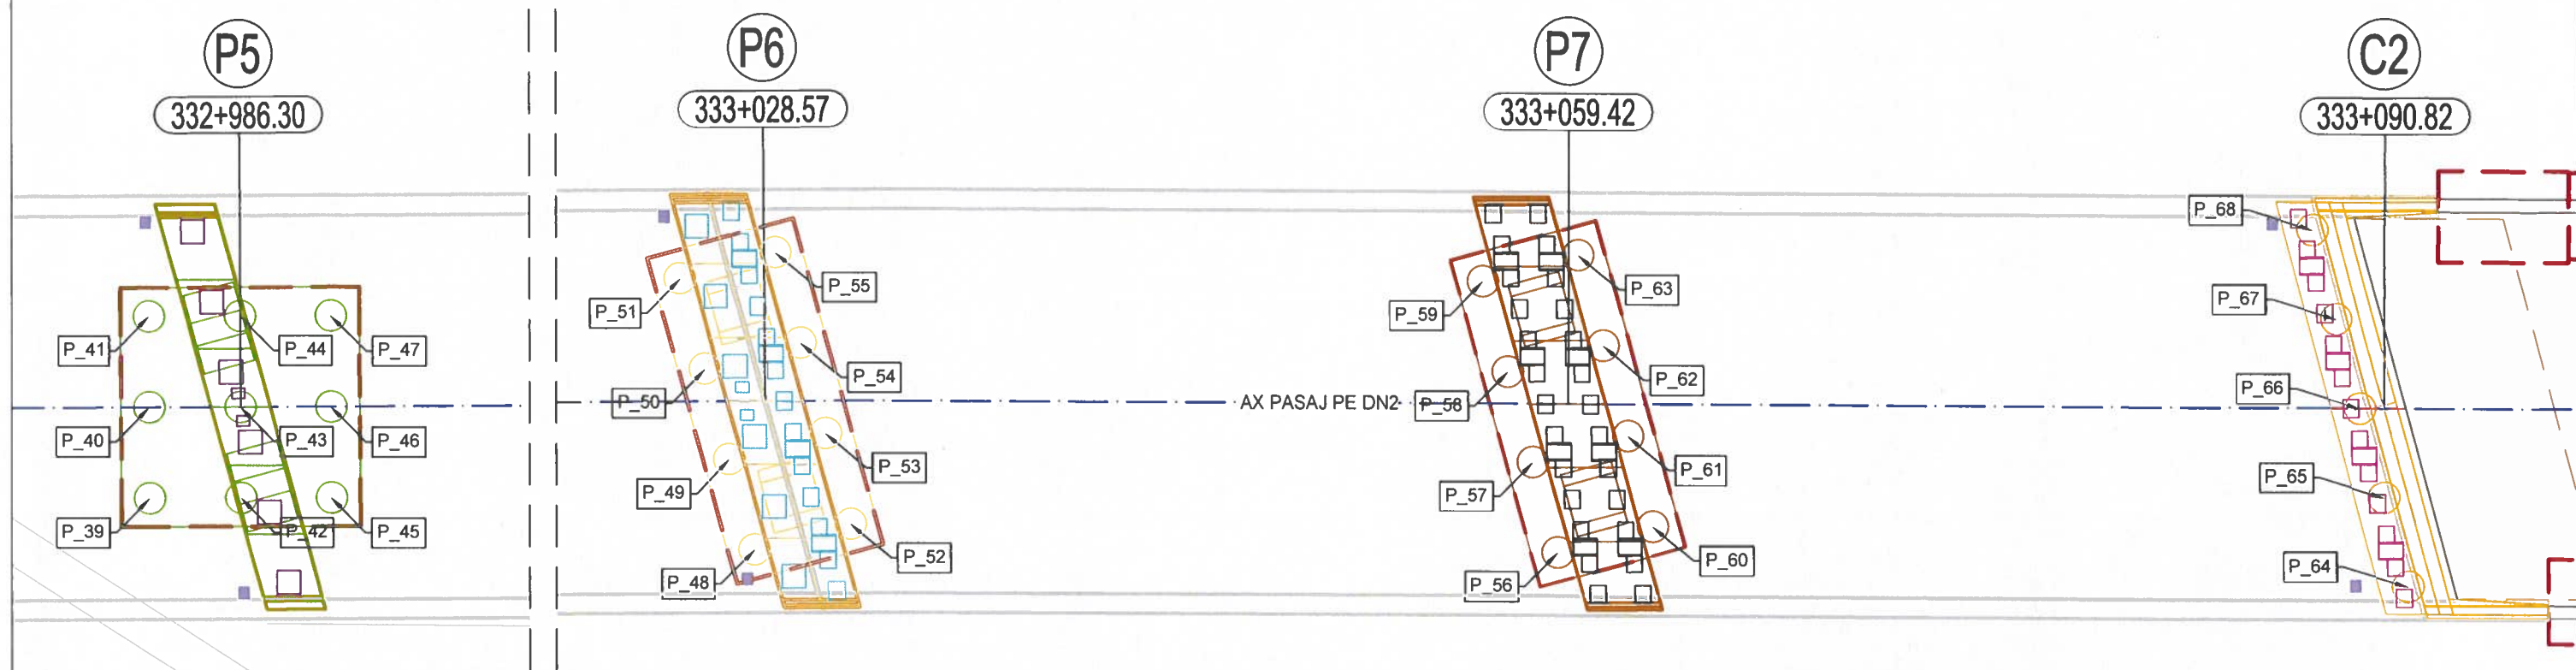 P5
P6
P7
C2
332+986.30
333+028.57
333+059.42
333+090.82
P_41
P_44
P_47
P_40
P_43
P_46
P_39
P_42
P_45
P_51
P_55
P_50
P_54
P_49
P_53
P_48
P_52
AX PASAJ PE DN2
P_59
P_63
P_58
P_62
P_57
P_61
P_56
P_60
P_68
P_67
P_66
P_65
P_64